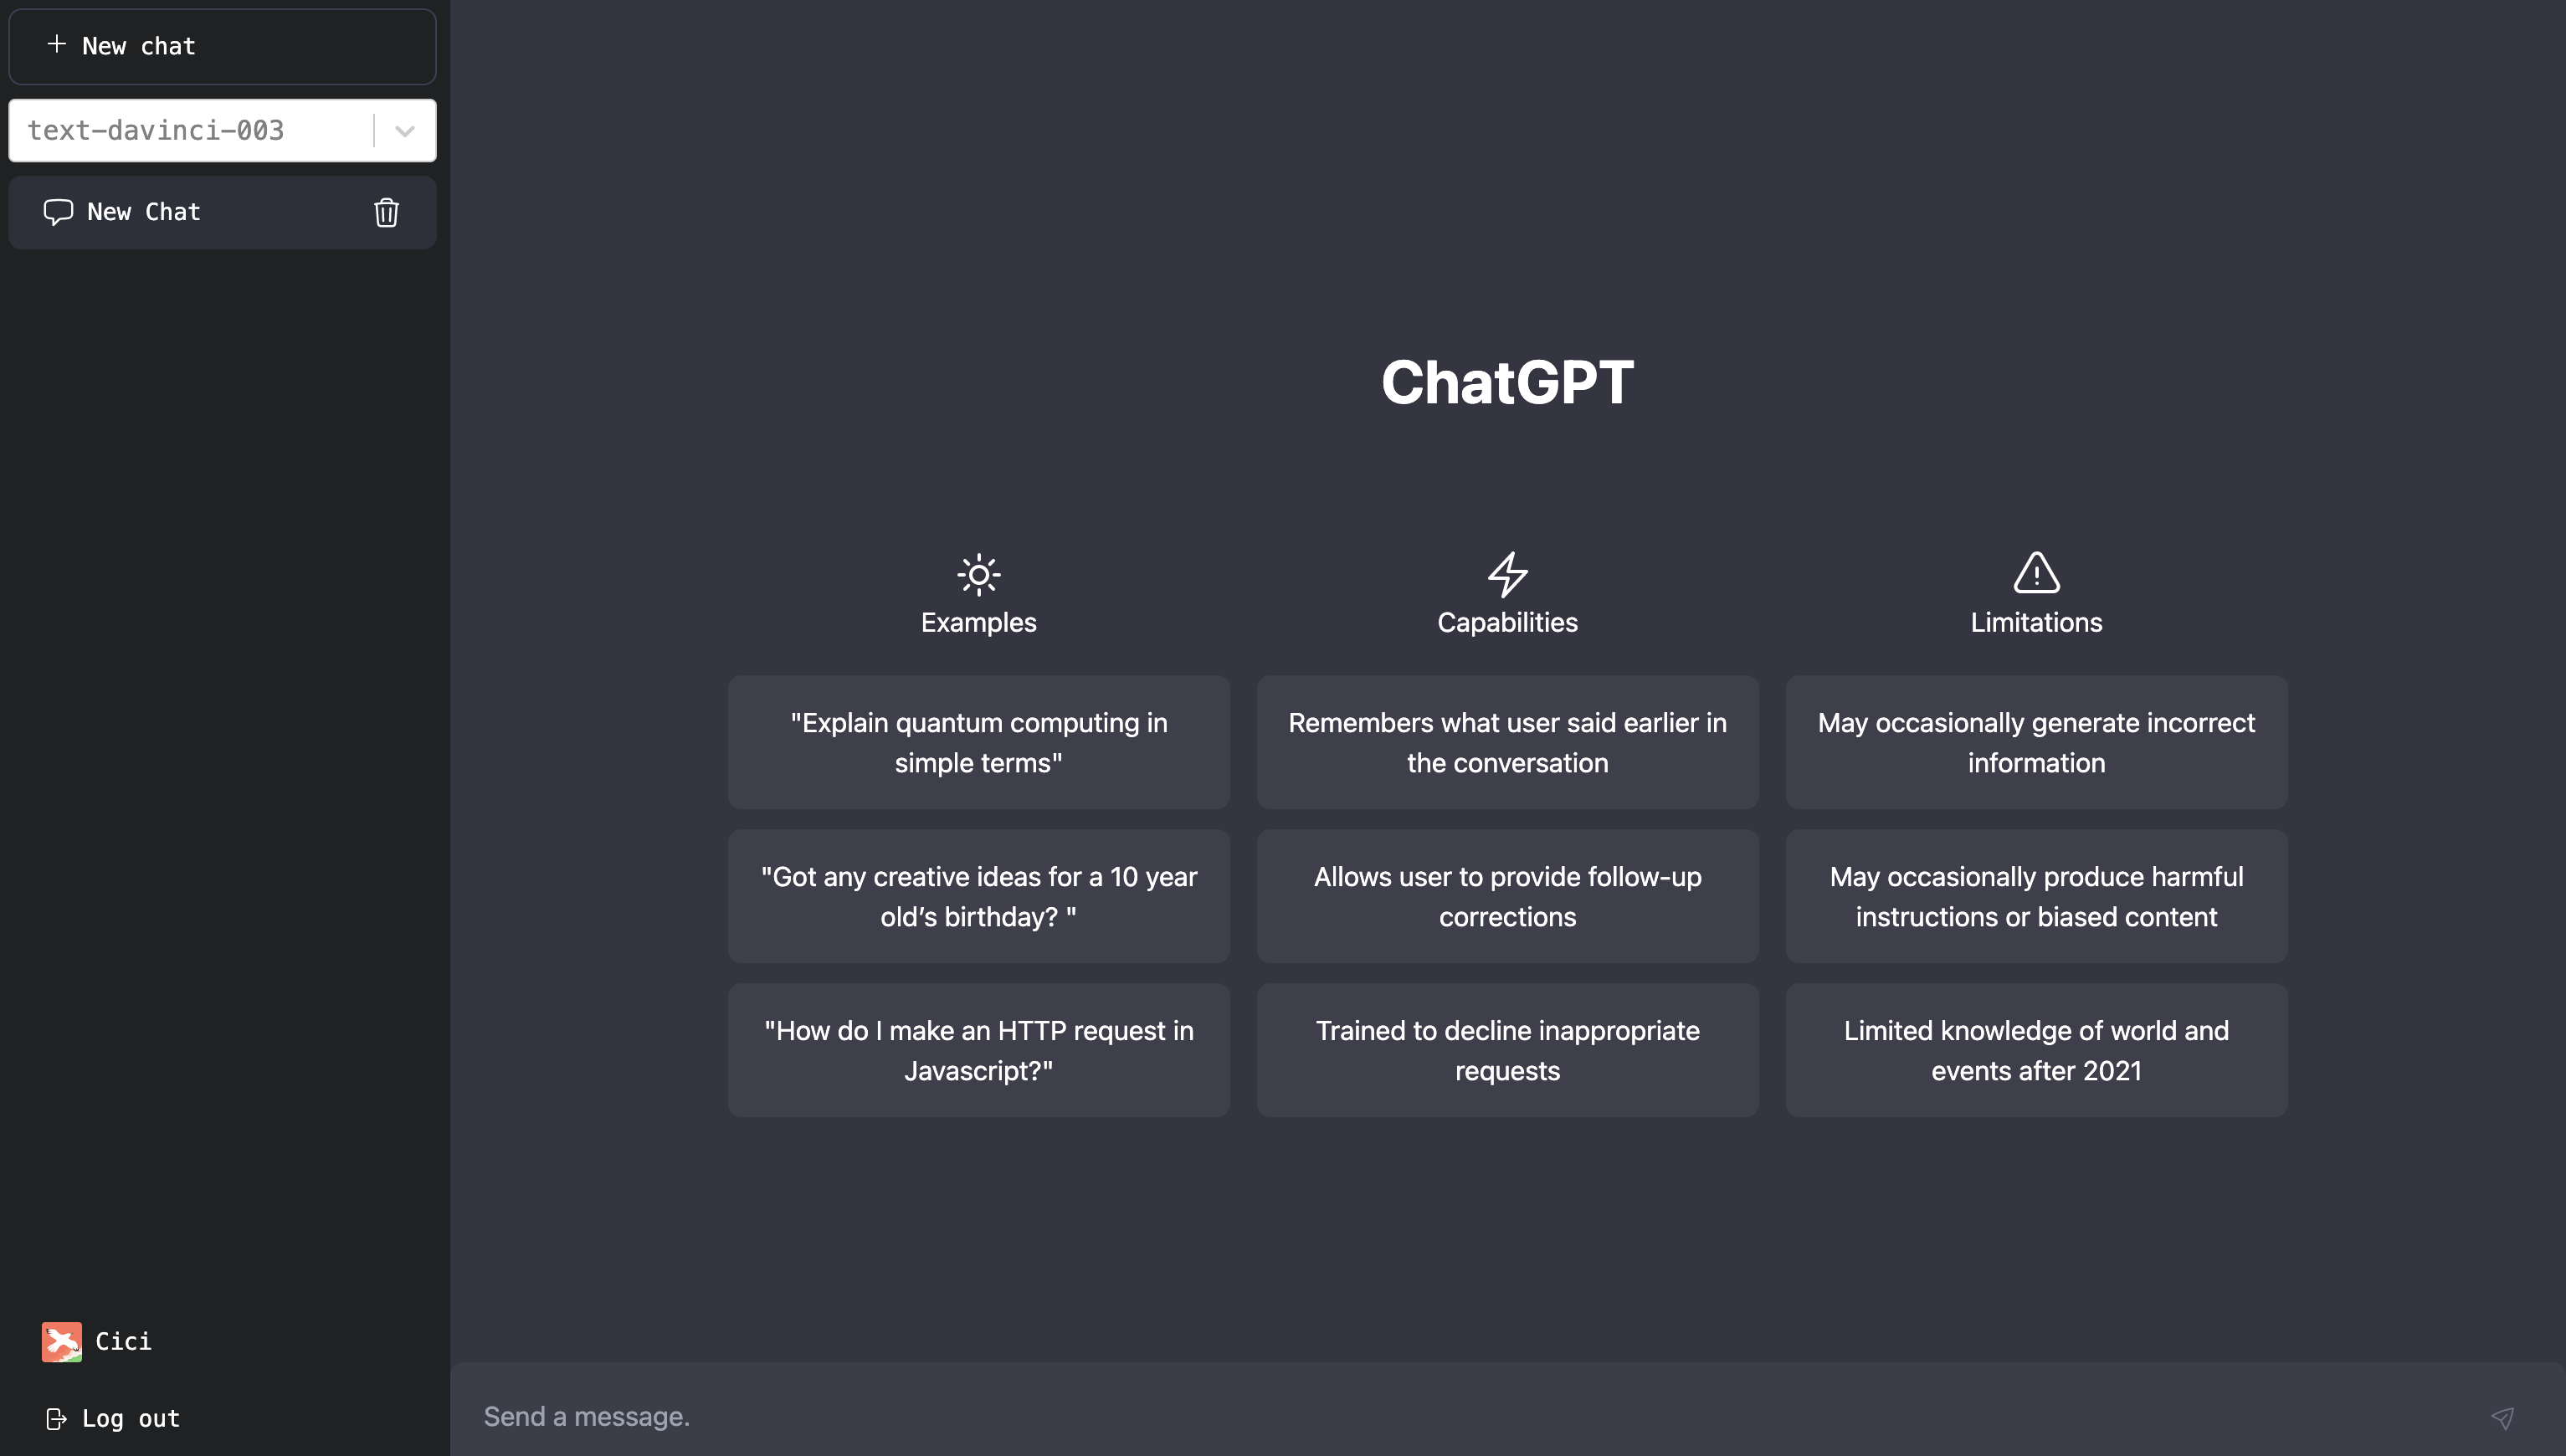 New chat
text-davinci-003
New Chat
Cici
Log out
ChatGPT
Examples
"Explain quantum computing in
simple terms"
"Got any creative ideas for a 10 year
old’s birthday? "
"How do I make an HTTP request in
Javascript?"
Capabilities
Remembers what user said earlier in
the conversation
Allows user to provide follow-up
corrections
Trained to decline inappropriate
requests
Limitations
May occasionally generate incorrect
information
May occasionally produce harmful
instructions or biased content
Limited knowledge of world and
events after 2021
Send a message.